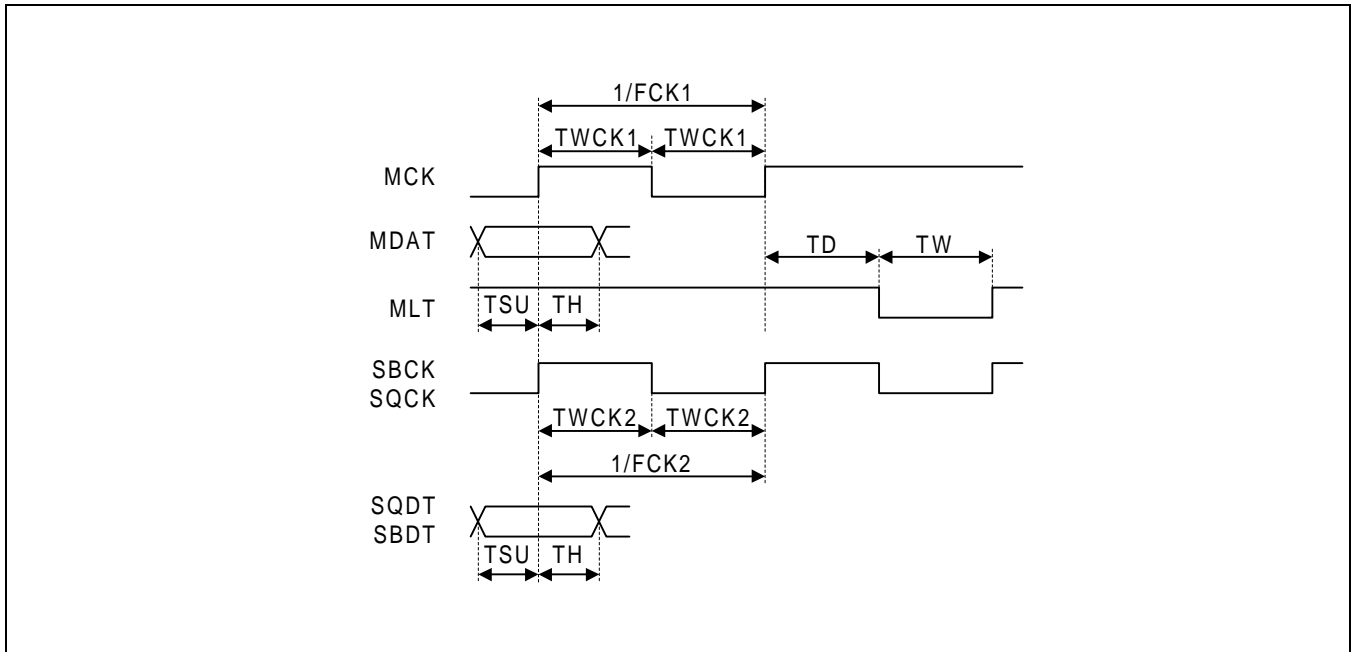 1/FCK1
TWCK1 TWCK1
MCK
MDAT
TD TW
MLT
TSU TH
SBCK
SQCK
TWCK2 TWCK2
1/FCK2
SQDT
SBDT
TSU TH